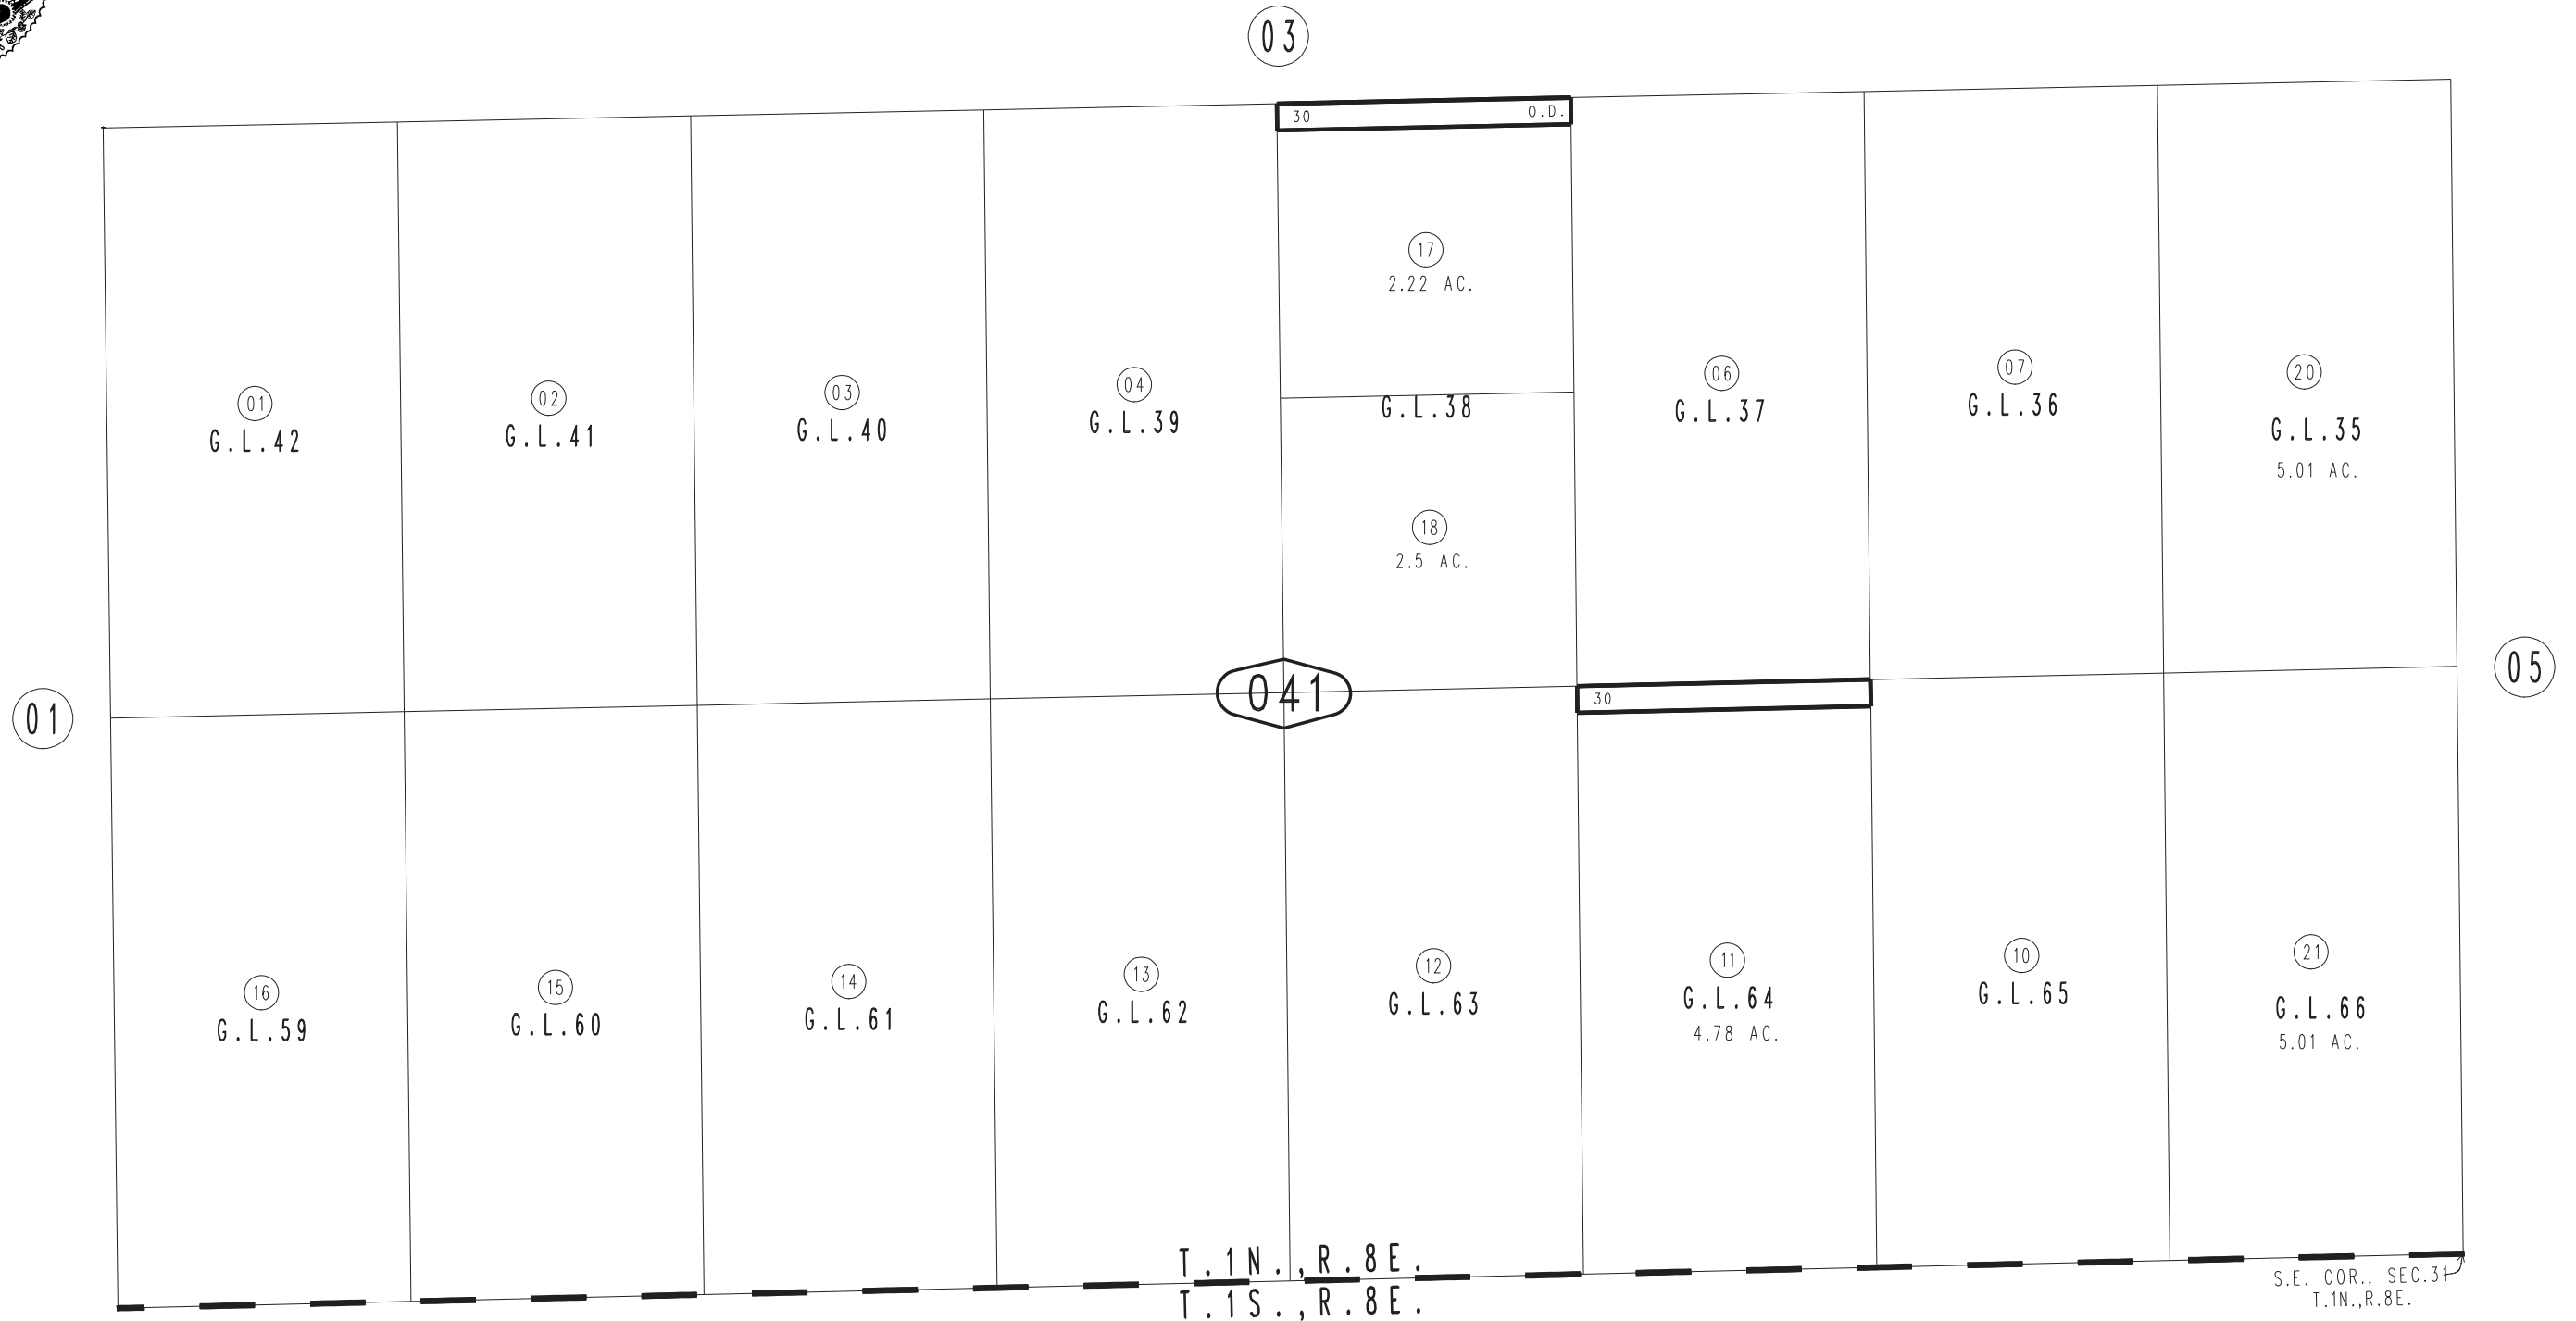 03
30 O.D.
17
2.22 AC.
01
G.L.42
02
G.L.41
03
G.L.40
04
G.L.39
G.L.38
06
G.L.37
07
G.L.36
20
G.L.35
5.01 AC.
18
2.5 AC.
01
041
30
05
16
G.L.59
15
G.L.60
14
G.L.61
13
G.L.62
12
G.L.63
11
G.L.64
4.78 AC.
10
G.L.65
21
G.L.66
5.01 AC.
T.1N.,R.8E.
T.1S.,R.8E.
S.E. COR., SEC.31
T.1N.,R.8E.